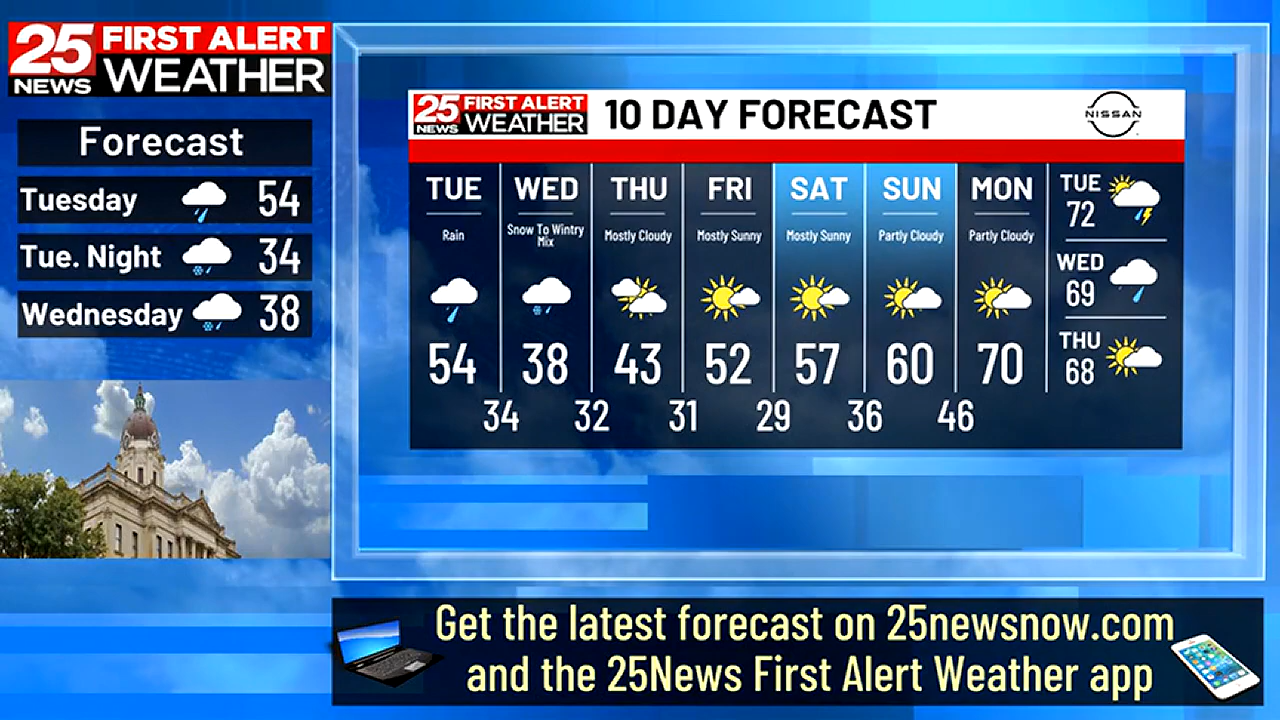 25 NEWS FIRST ALERT WEATHER
Forecast
Tuesday 54
Tue. Night 34
Wednesday 38
25 NEWS FIRST ALERT WEATHER 10 DAY FORECAST NISSAN
TUE WED THU FRI SAT SUN MON
Rain Snow To Wintry Mix Mostly Cloudy Mostly Sunny Mostly Sunny Partly Cloudy Partly Cloudy
54 38 43 52 57 60 70
34 32 31 29 36 46
TUE
72
WED
69
THU
68
Get the latest forecast on 25newsnow.com
and the 25News First Alert Weather app